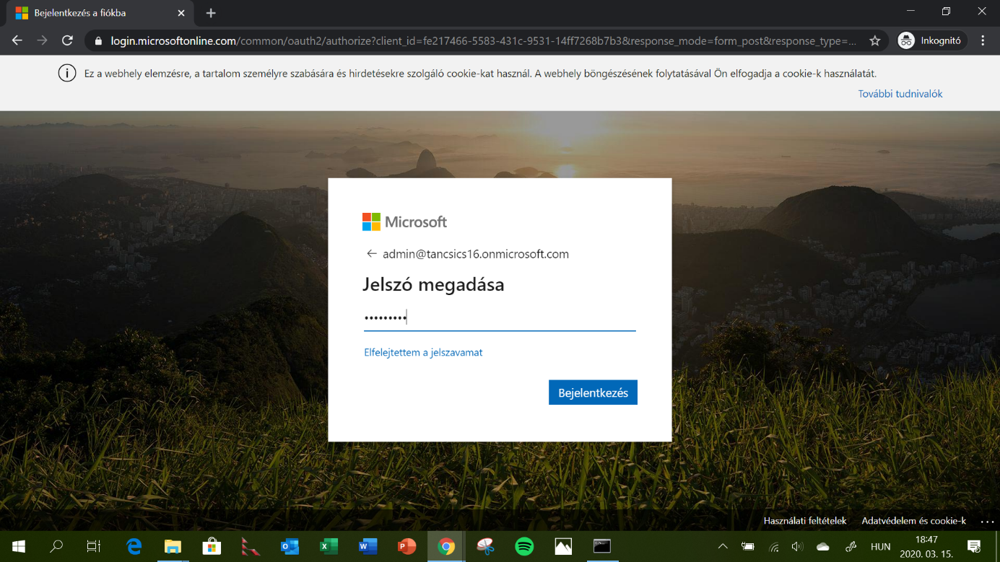 Bejelentkezés a fiókba
login.microsoftonline.com/common/oauth2/authorize?client_id=fe217466-5583-431c-9531-14ff7268b7b3&response_mode=form_post&response_type=...
Inkognitó
Ez a webhely elemzésre, a tartalom személyre szabására és hirdetésekre szolgáló cookie-kat használ. A webhely böngészésének folytatásával Ön elfogadja a cookie-k használatát.
További tudnivalók
Microsoft
admin@tancsics16.onmicrosoft.com
Jelszó megadása
•••••••••
Elfelejtettem a jelszavamat
Bejelentkezés
Használati feltételek
Adatvédelem és cookie-k
...
HUN
18:47
2020. 03. 15.